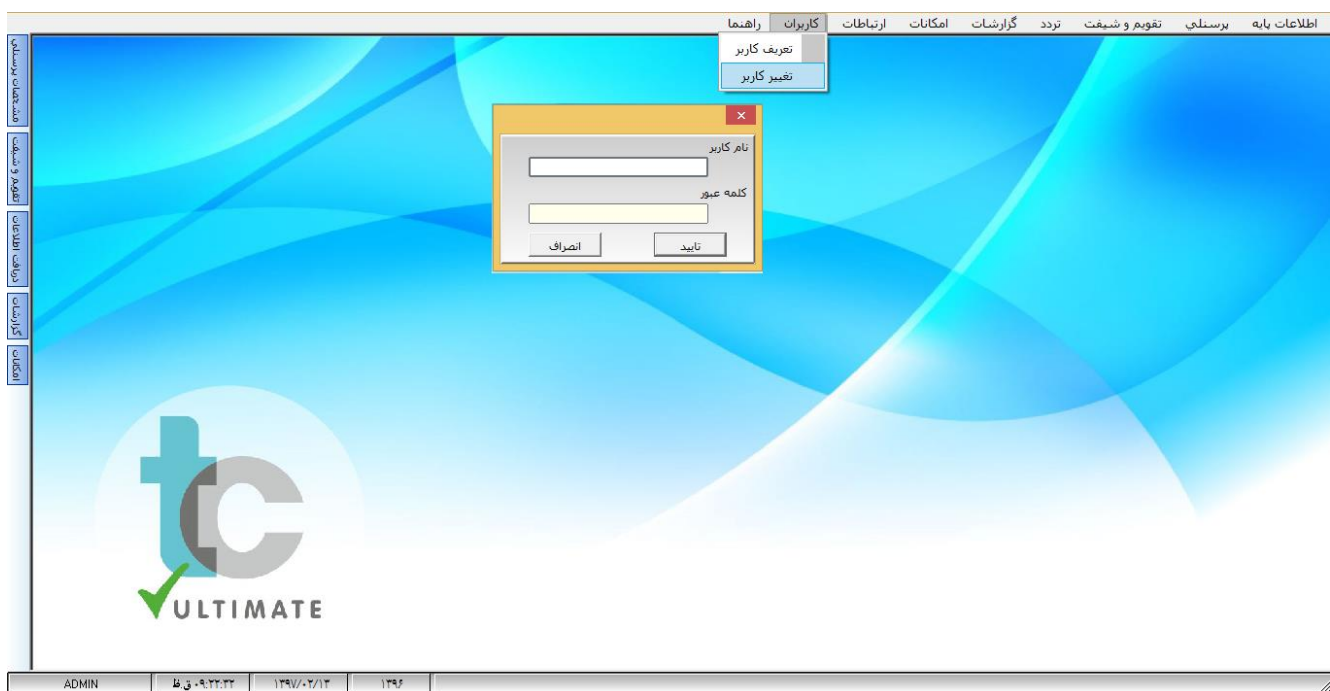 اطلاعات پایه پرسنلی تقویم و شیفت تردد گزارشات امکانات ارتباطات کاربران راهنما
تعریف کاربر
تغییر کاربر
نام کاربر
کلمه عبور
تایید انصراف
مشخصات پرسنلی
تقویم و شیفت
دریافت اطلاعات
گزارشات
امکانات
tc
ULTIMATE
ADMIN ۰۹:۲۲:۳۲ ق.ظ ۱۳۹۷/۰۲/۱۳ ۱۳۹۶